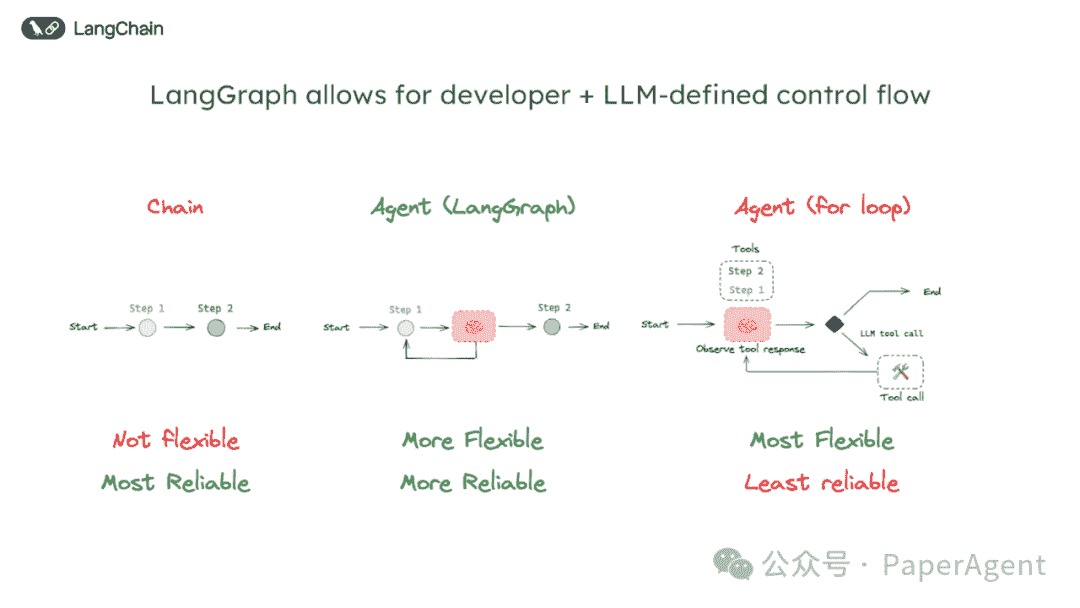 LangChain
LangGraph allows for developer + LLM-defined control flow
Chain
Start
Step 1
Step 2
End
Not flexible
Most Reliable
Agent (LangGraph)
Start
Step 1
Step 2
End
More Flexible
More Reliable
Agent (for loop)
Tools
Step 2
Step 1
Start
Observe tool response
End
LLM tool call
Tool call
Most Flexible
Least reliable
公众号 · PaperAgent